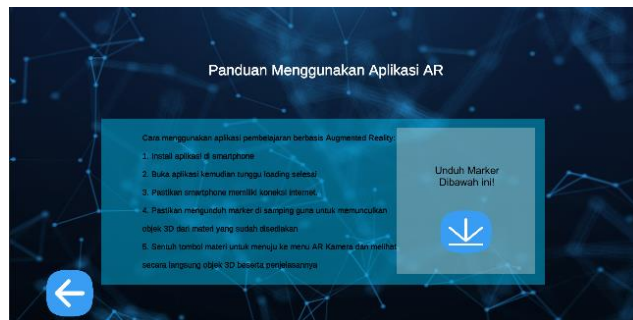 Panduan Menggunakan Aplikasi AR
Cara menggunakan aplikasi pembelajaran berbasis Augmented Reality:
1. Install aplikasi di smartphone
2. Buka aplikasi kemudian tunggu loading selesai
3. Pastikan smartphone memiliki koneksi internet
4. Pastikan mengunduh marker di samping guna untuk memunculkan
objek 3D dari materi yang sudah disediakan
5. Sentuh tombol materi untuk menuju ke menu AR Kamera dan melihat
secara langsung objek 3D beserta penjelasannya
Unduh Marker
Dibawah ini!